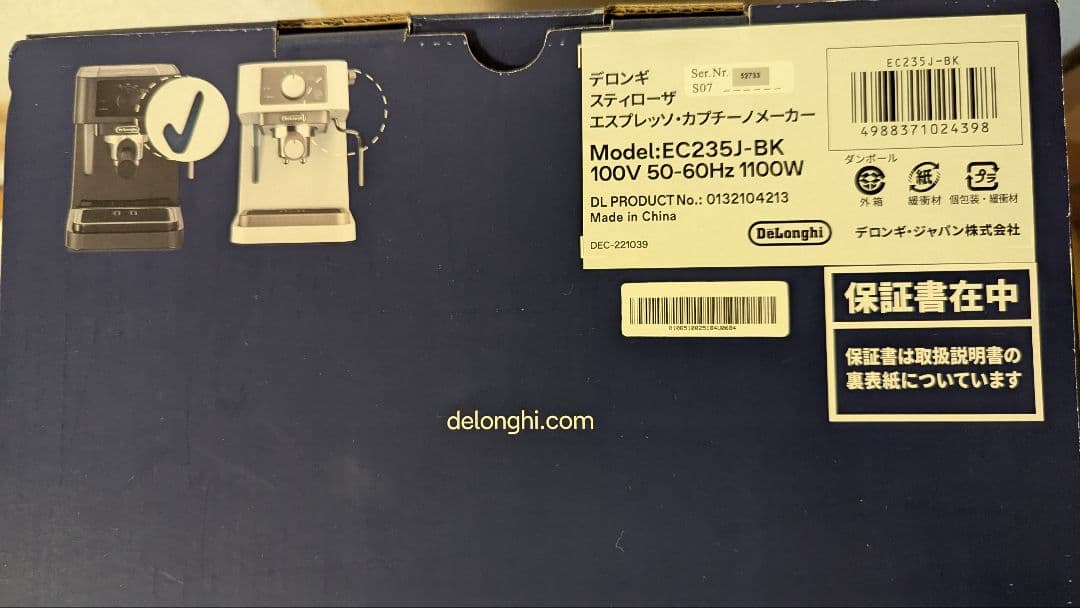 デロンギ
スティローザ
エスプレッソ・カプチーノメーカー
Ser.Nr. 52733
S07
Model:EC235J-BK
100V 50-60Hz 1100W
DL PRODUCT No.: 0132104213
Made in China
DEC-221039
DeLonghi
EC235J-BK
4988371024398
ダンボール
外箱
紙
緩衝材
プラ
個包装・緩衝材
デロンギ・ジャパン株式会社
保証書在中
保証書は取扱説明書の
裏表紙についています
delonghi.com